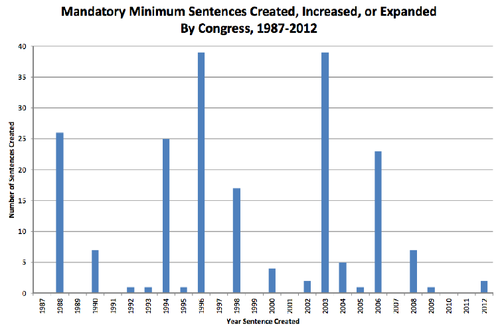 Mandatory Minimum Sentences Created, Increased, or Expanded
By Congress, 1987-2012
Number of Sentences Created
40
35
30
25
20
15
10
5
0
1987 1988 1989 1990 1991 1992 1993 1994 1995 1996 1997 1998 1999 2000 2001 2002 2003 2004 2005 2006 2007 2008 2009 2010 2011 2012
Year Sentence Created